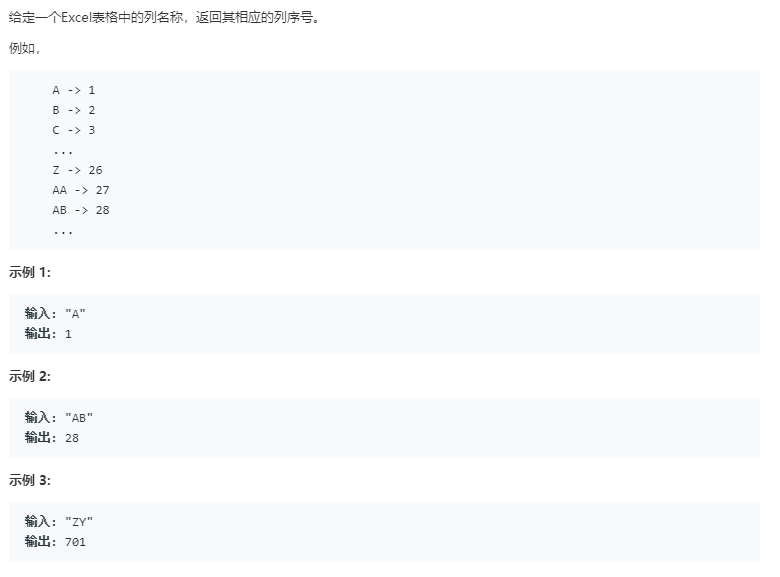 给定一个Excel表格中的列名称，返回其相应的列序号。
例如，
A -> 1
B -> 2
C -> 3
...
Z -> 26
AA -> 27
AB -> 28
...
示例 1:
输入: "A"
输出: 1
示例 2:
输入: "AB"
输出: 28
示例 3:
输入: "ZY"
输出: 701